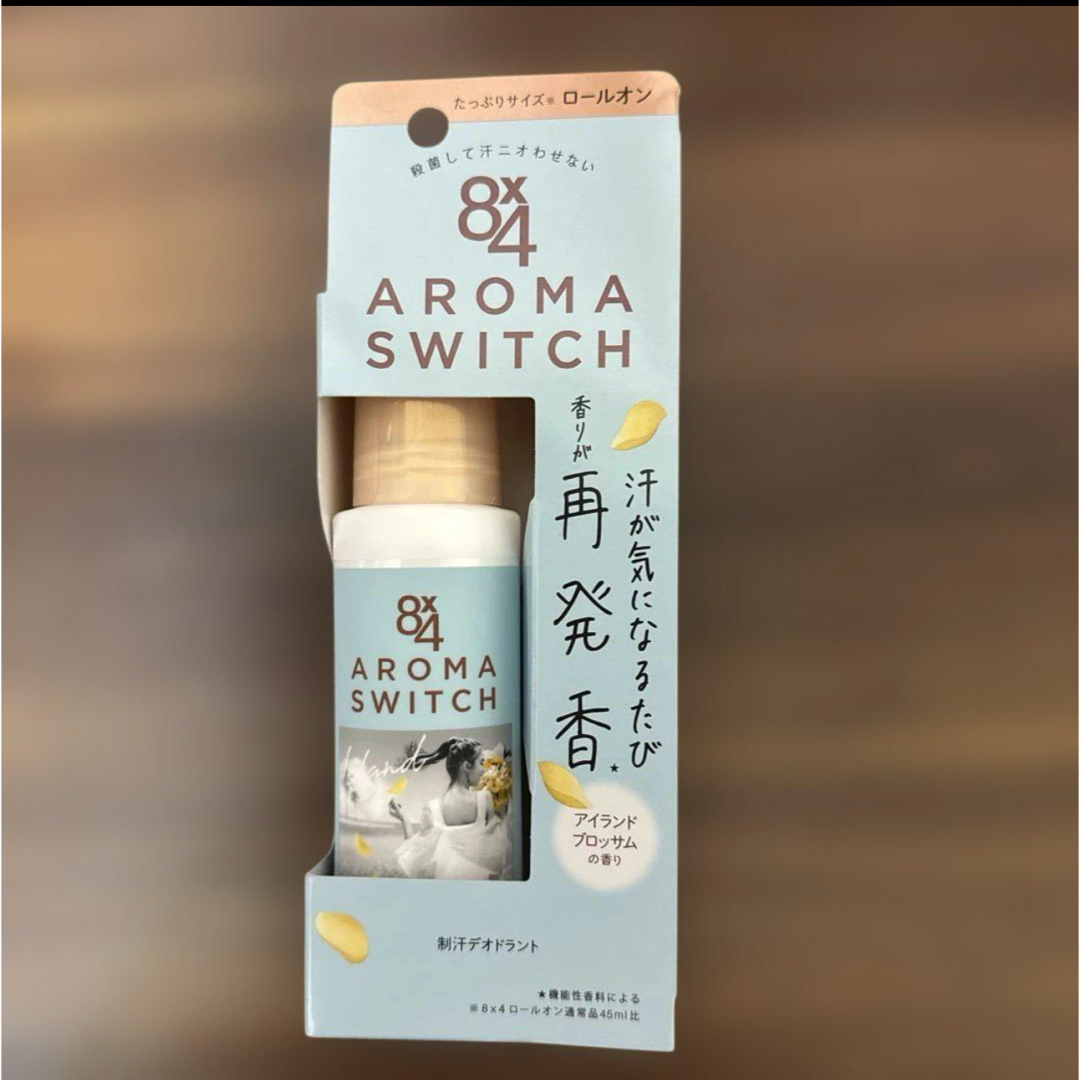 たっぷりサイズ※ ロールオン
殺菌して汗ニオわせない
8x4
AROMA
SWITCH
汗が気になるたび
香りが
再発香★
アイランド
ブロッサム
の香り
8x4
AROMA
SWITCH
Island
制汗デオドラント
★機能性香料による
※8x4ロールオン通常品45ml比